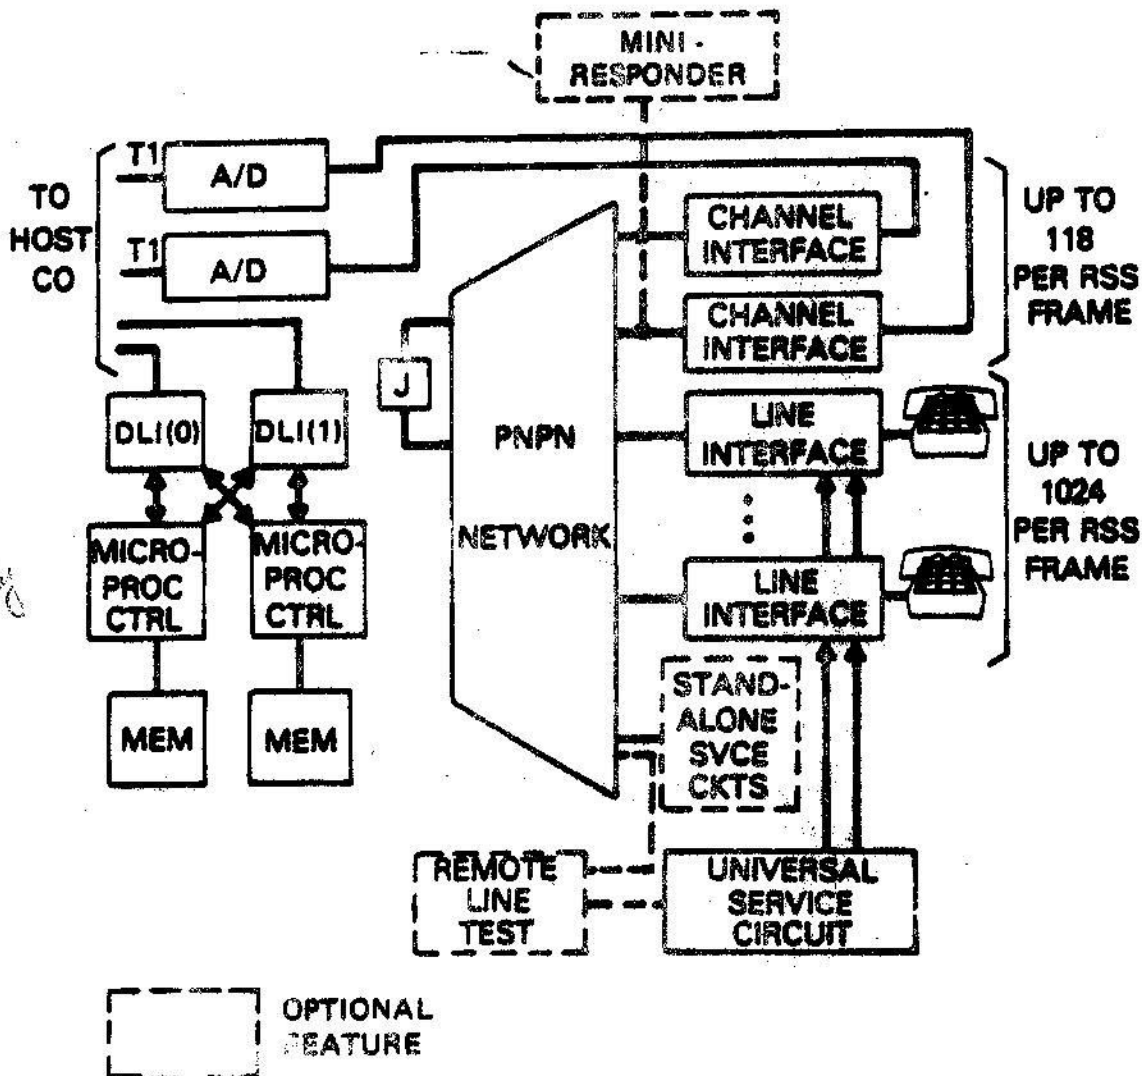 MINI-
RESPONDER
T1
A/D
TO
HOST
CO
T1
A/D
CHANNEL
INTERFACE
CHANNEL
INTERFACE
UP TO
118
PER RSS
FRAME
J
DLI(0)
DLI(1)
PNPN
NETWORK
LINE
INTERFACE
LINE
INTERFACE
UP TO
1024
PER RSS
FRAME
MICRO-
PROC
CTRL
MICRO-
PROC
CTRL
MEM
MEM
STAND-
ALONE
SVCE
CKTS
REMOTE
LINE
TEST
UNIVERSAL
SERVICE
CIRCUIT
OPTIONAL
FEATURE